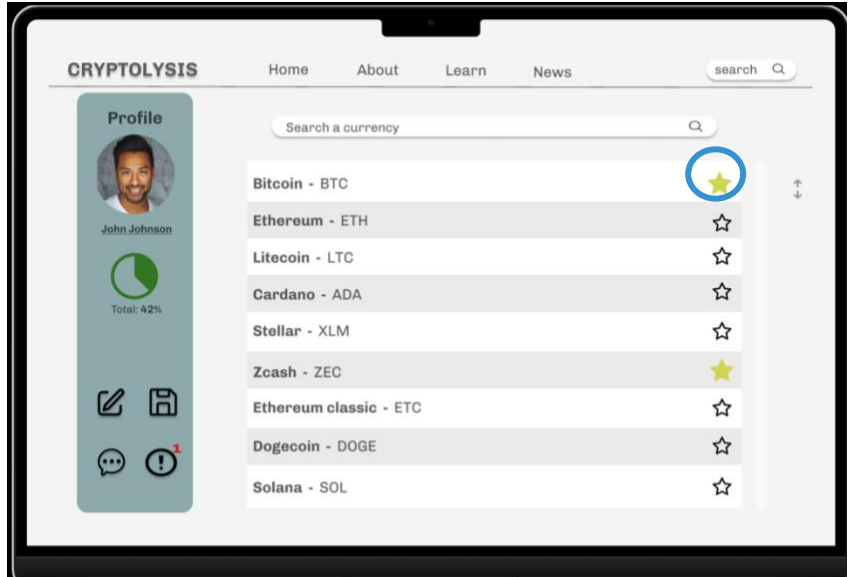 CRYPTOLYSIS Home About Learn News search
Profile
Search a currency
John Johnson
Total: 42%
1
Bitcoin - BTC
Ethereum - ETH
Litecoin - LTC
Cardano - ADA
Stellar - XLM
Zcash - ZEC
Ethereum classic - ETC
Dogecoin - DOGE
Solana - SOL